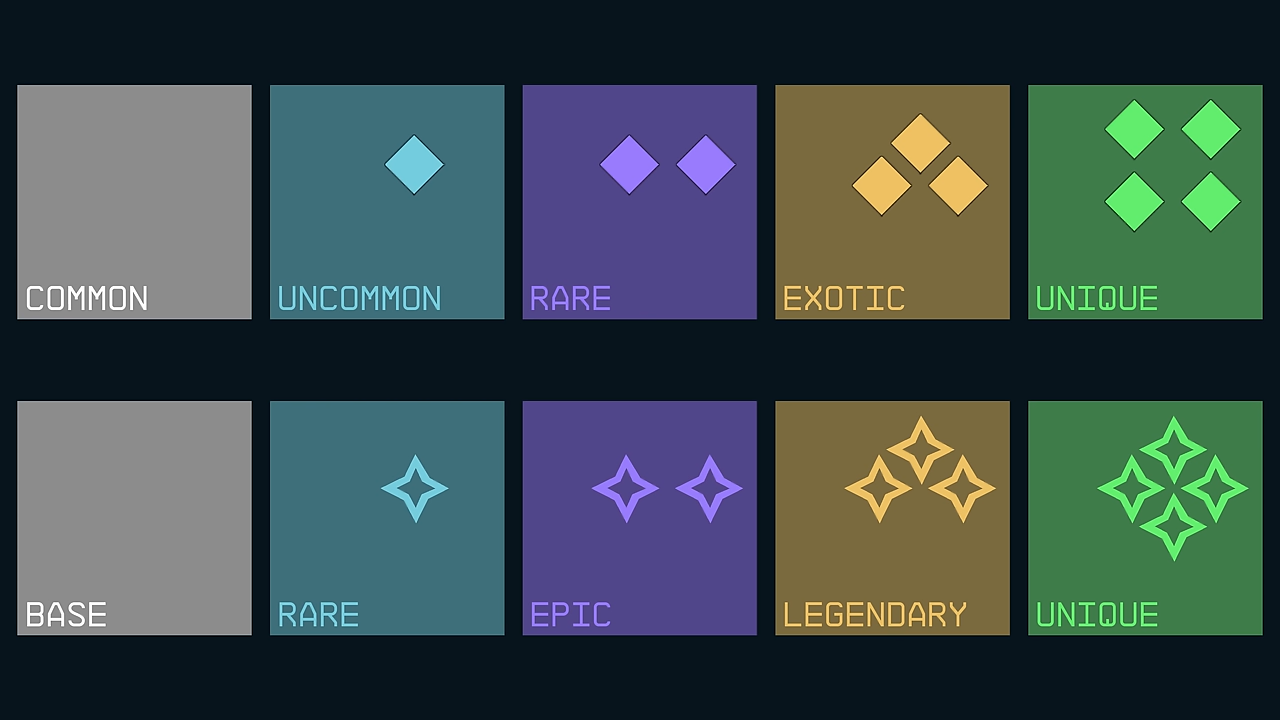 COMMON
UNCOMMON
RARE
EXOTIC
UNIQUE
BASE
RARE
EPIC
LEGENDARY
UNIQUE